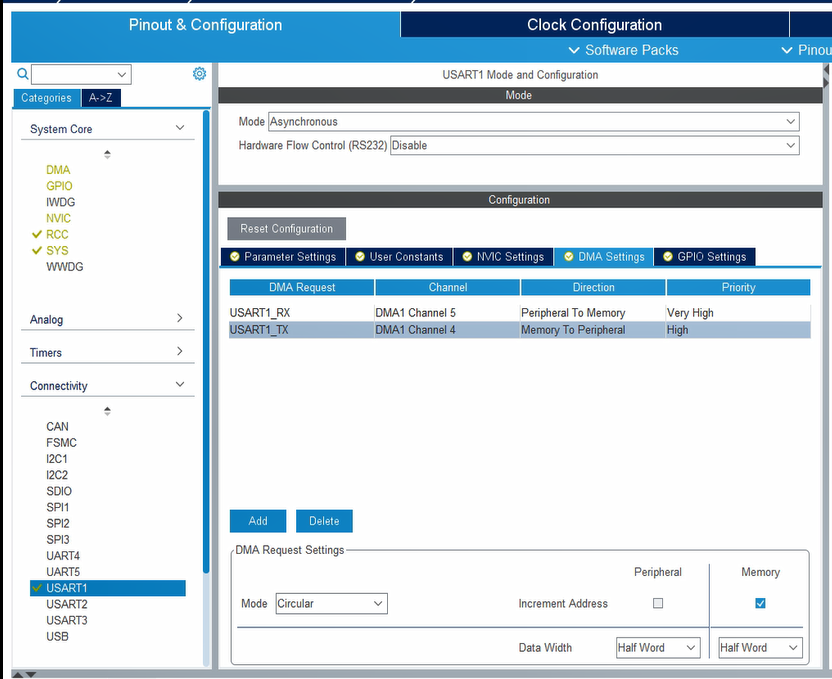 Pinout & Configuration
Clock Configuration
Software Packs
Pinou
USART1 Mode and Configuration
Categories
A->Z
Mode
System Core
Mode Asynchronous
Hardware Flow Control (RS232) Disable
DMA
GPIO
IWDG
NVIC
RCC
SYS
WWDG
Analog
Timers
Connectivity
CAN
FSMC
I2C1
I2C2
SDIO
SPI1
SPI2
SPI3
UART4
UART5
USART1
USART2
USART3
USB
Configuration
Reset Configuration
Parameter Settings
User Constants
NVIC Settings
DMA Settings
GPIO Settings
DMA Request Channel Direction Priority
USART1_RX DMA1 Channel 5 Peripheral To Memory Very High
USART1_TX DMA1 Channel 4 Memory To Peripheral High
Add
Delete
DMA Request Settings
Peripheral Memory
Mode Circular Increment Address
Data Width Half Word Half Word